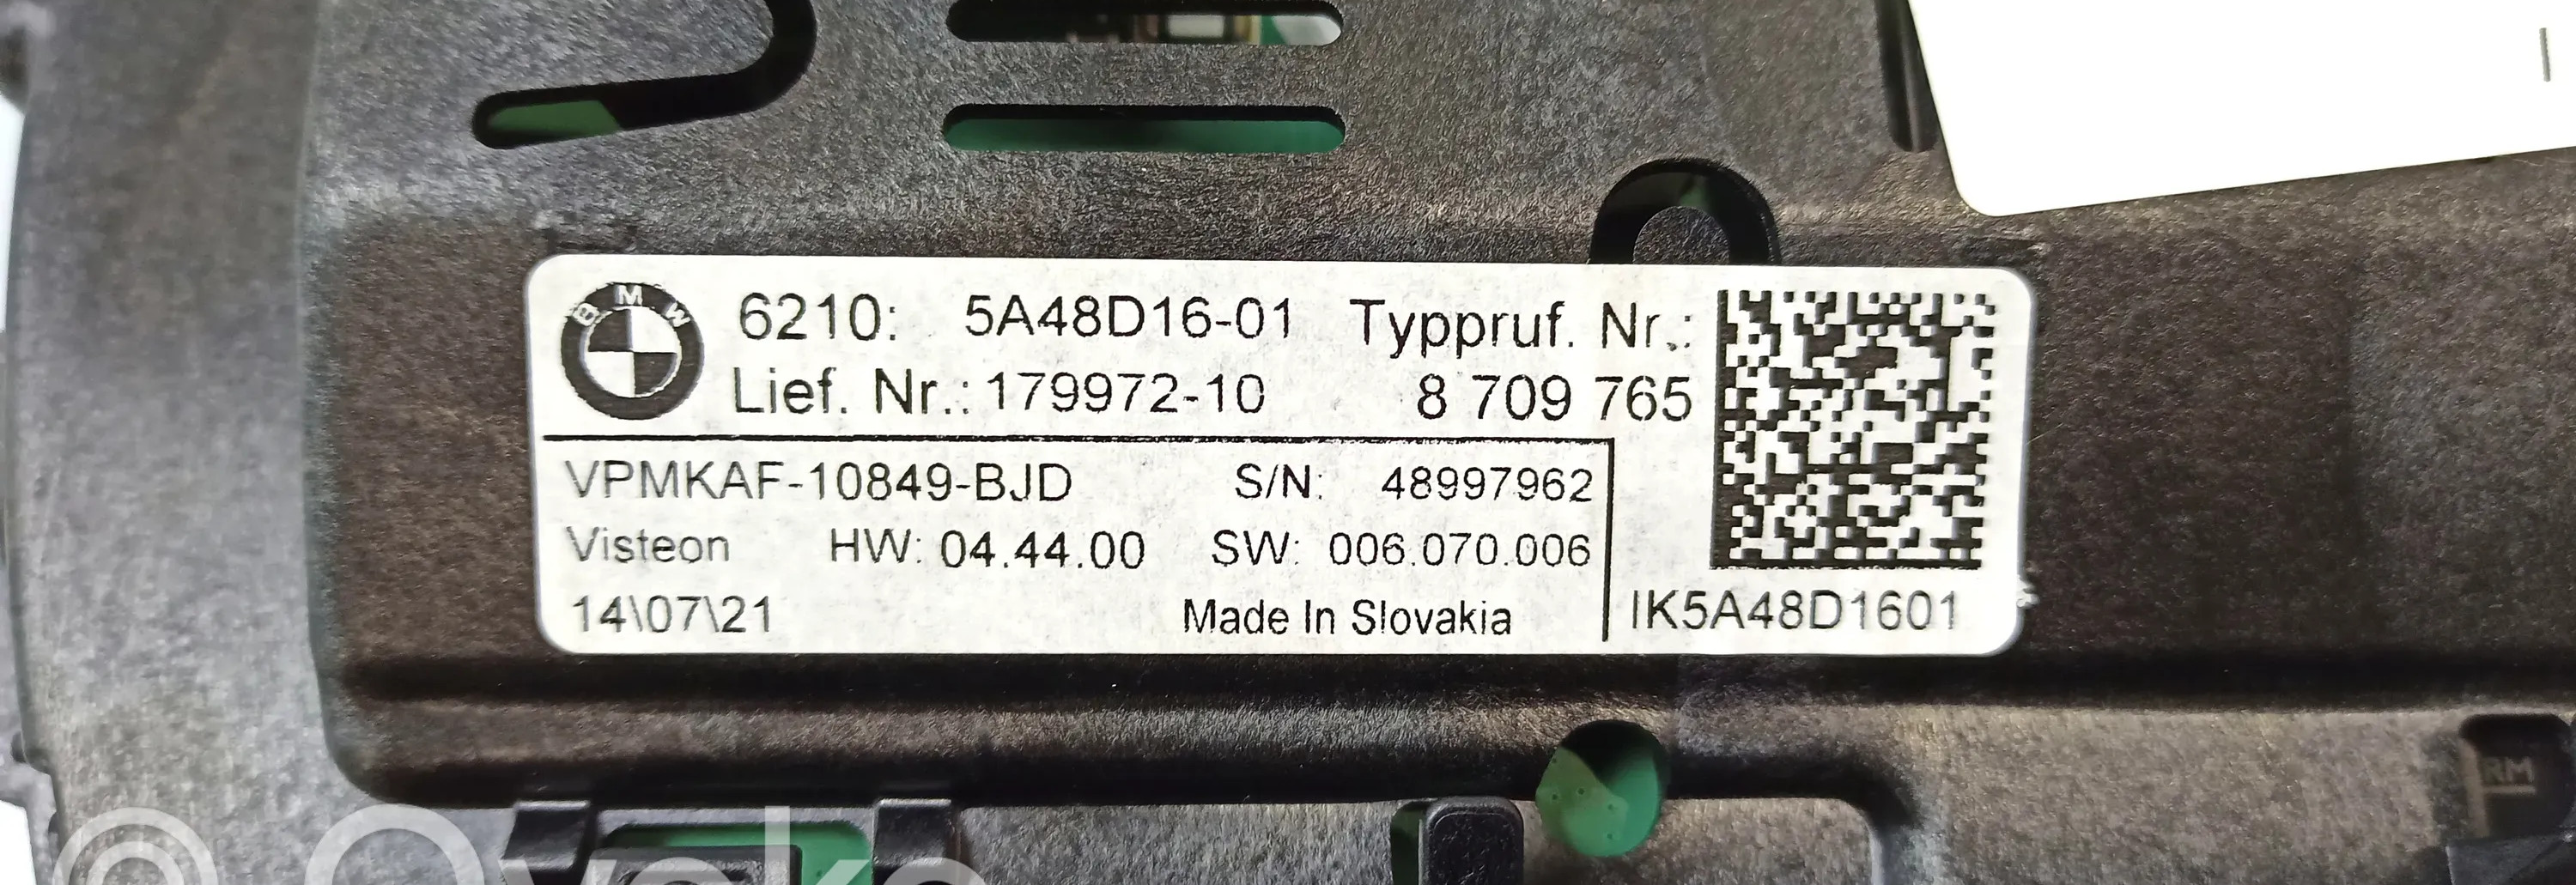 BMW
6210: 5A48D16-01 Typpruf. Nr.:
Lief. Nr.: 179972-10 8 709 765
VPMKAF-10849-BJD S/N: 48997962
Visteon HW: 04.44.00 SW: 006.070.006
14\07\21 Made In Slovakia IK5A48D1601
RM